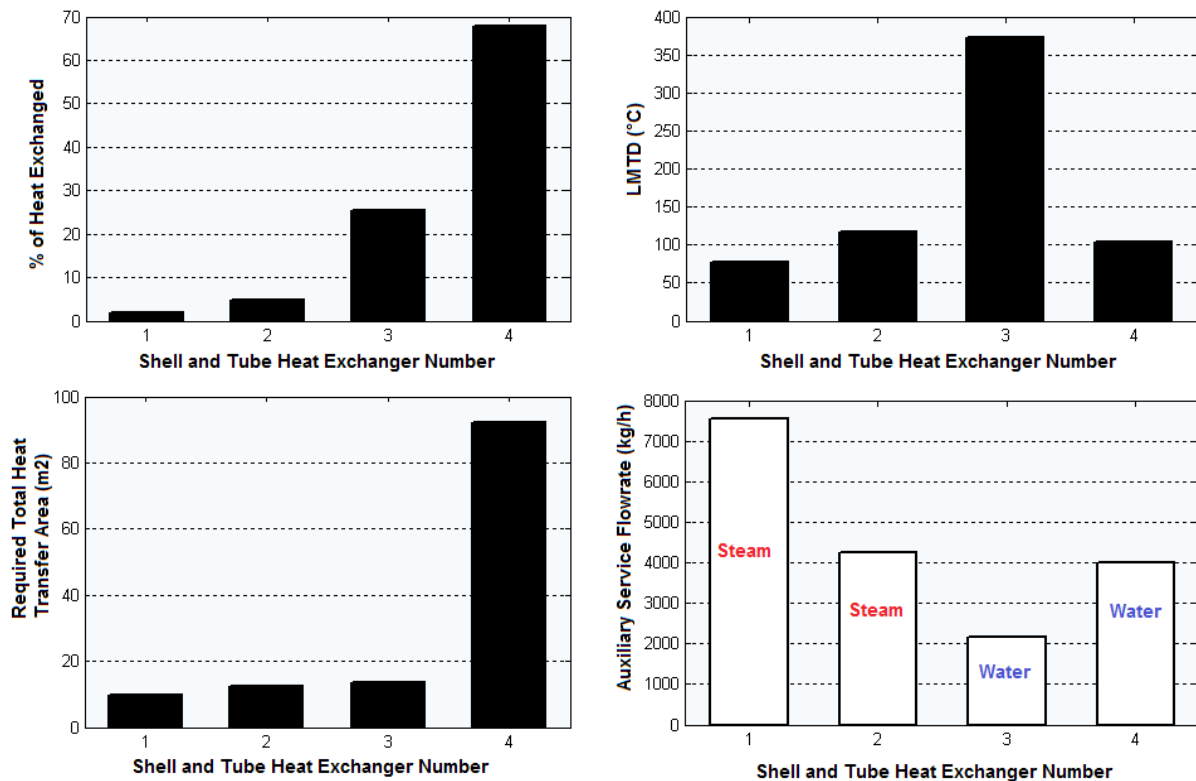 70
60
50
40
30
20
10
0
% of Heat Exchanged
1 2 3 4
Shell and Tube Heat Exchanger Number
400
350
300
250
200
150
100
50
0
LMTD (°C)
1 2 3 4
Shell and Tube Heat Exchanger Number
100
80
60
40
20
0
Required Total Heat
Transfer Area (m2)
1 2 3 4
Shell and Tube Heat Exchanger Number
8000
7000
6000
5000
4000
3000
2000
1000
0
Auxiliary Service Flowrate (kg/h)
Steam
Steam
Water
Water
1 2 3 4
Shell and Tube Heat Exchanger Number